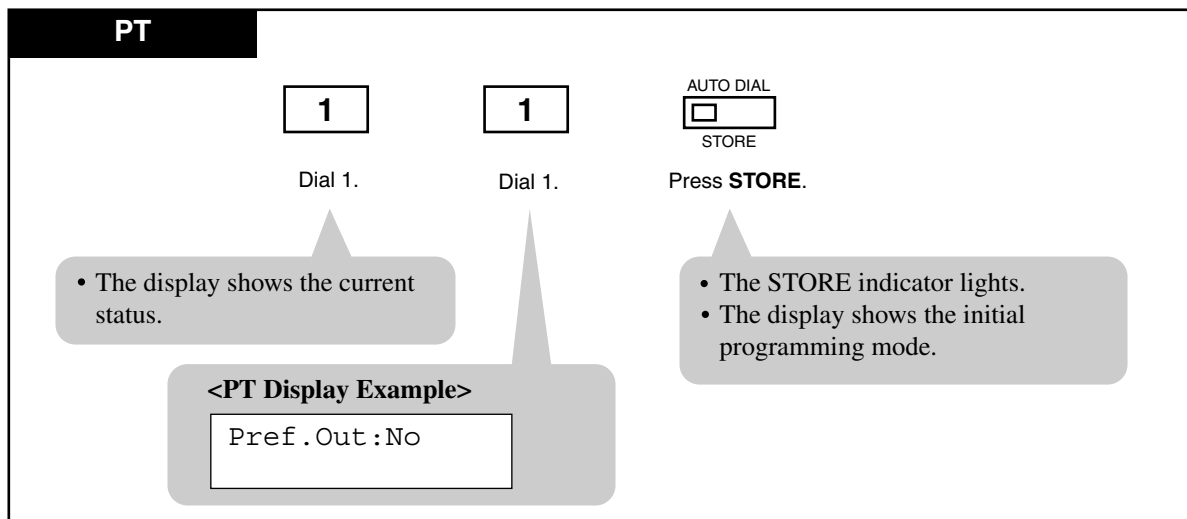 PT
1
1
AUTO DIAL
STORE
Dial 1.
Dial 1.
Press STORE.
• The display shows the current
status.
• The STORE indicator lights.
• The display shows the initial
programming mode.
<PT Display Example>
Pref.Out:No